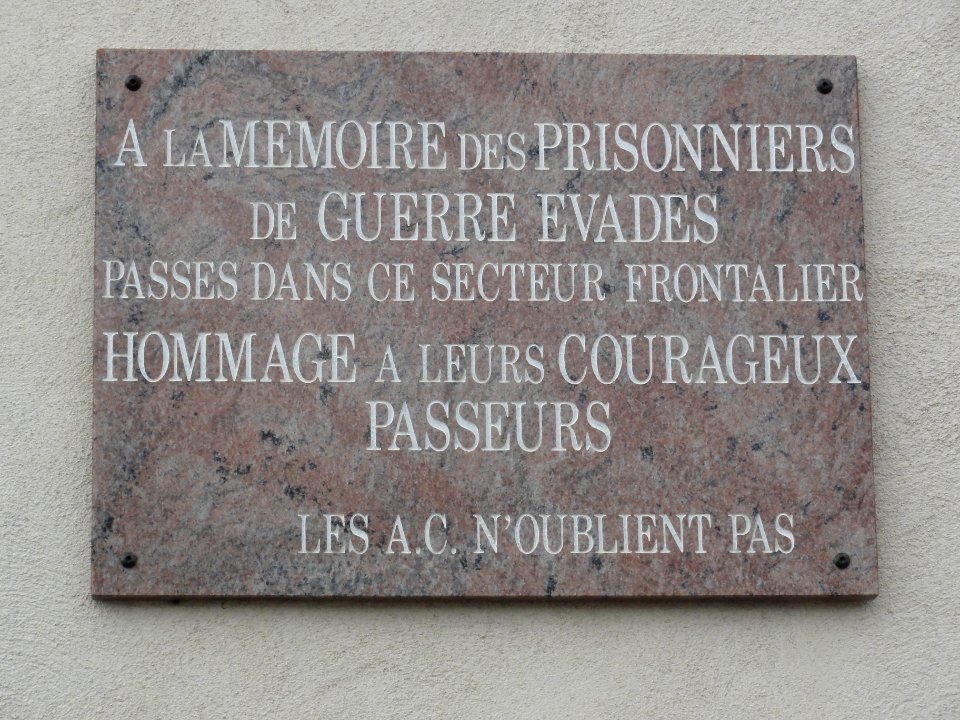 A LA MEMOIRE DES PRISONNIERS
DE GUERRE EVADES
PASSES DANS CE SECTEUR FRONTALIER
HOMMAGE A LEURS COURAGEUX
PASSEURS
LES A.C. N'OUBLIENT PAS